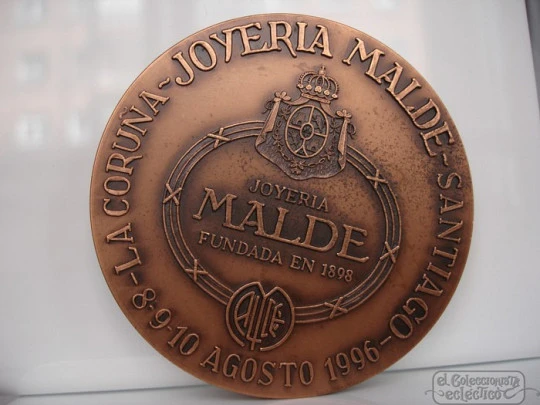 LA CORUÑA ~ JOYERIA MALDE ~ SANTIAGO ~
8-9-10 AGOSTO 1996 ~
JOYERIA
MALDE
FUNDADA EN 1898
el Coleccionista
ecléctico